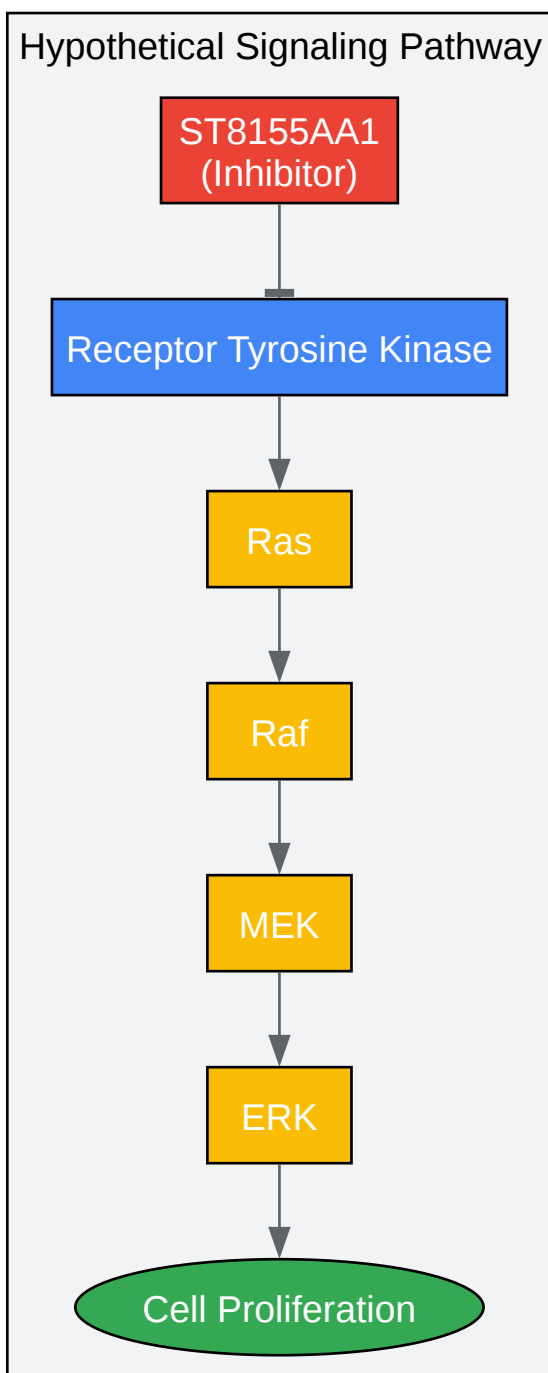 Hypothetical Signaling Pathway
ST8155AA1
(Inhibitor)
Receptor Tyrosine Kinase
Ras
Raf
MEK
ERK
Cell Proliferation